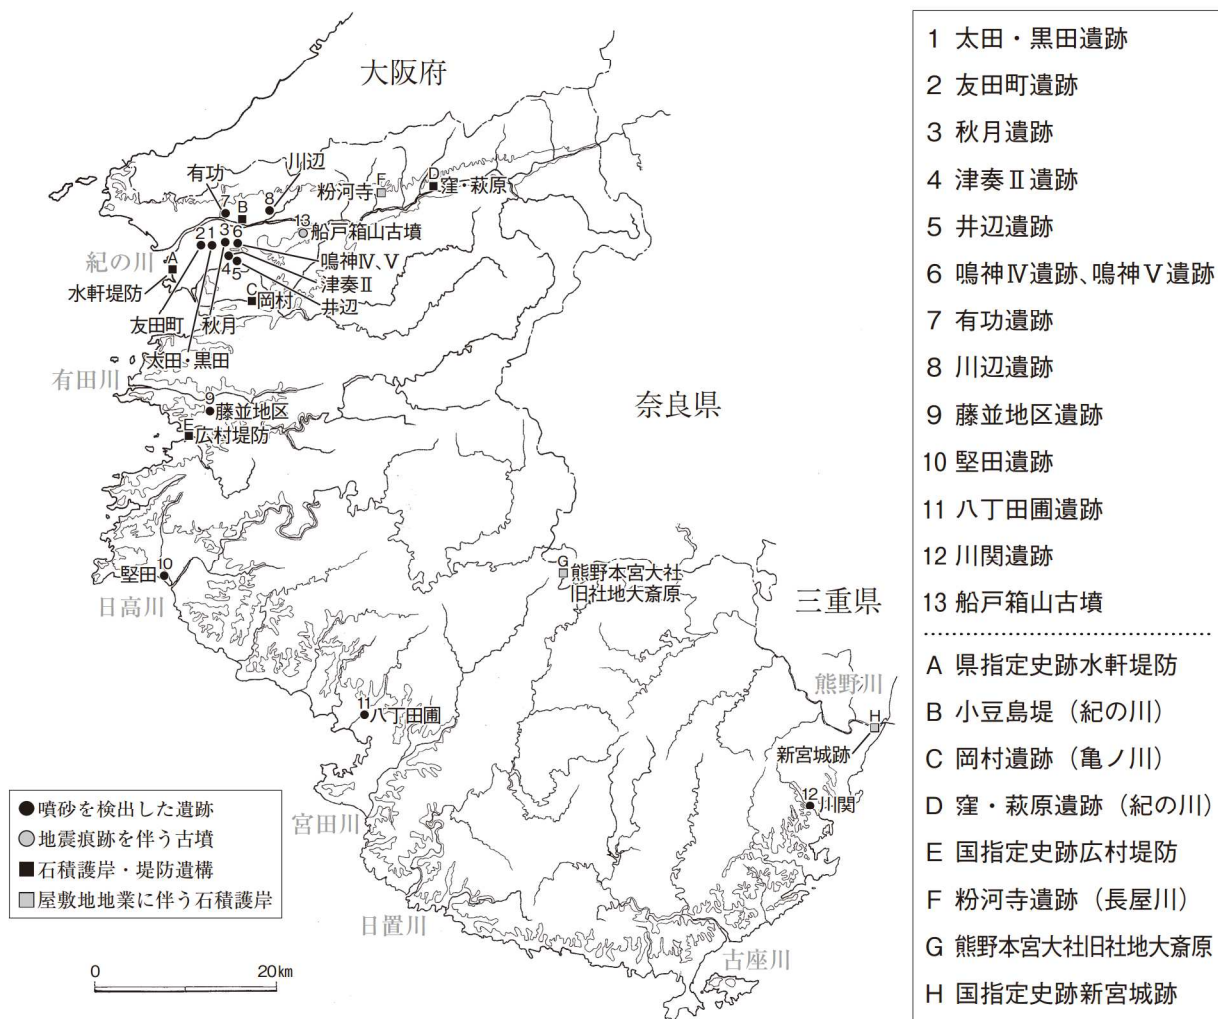 大阪府
川辺
有功
F
D
粉河寺
窪・萩原
7
8
B
13
船戸箱山古墳
2 1 3 6
紀の川
A
4
5
鳴神Ⅳ、Ⅴ
津奏Ⅱ
井辺
水軒堤防
C
岡村
友田町
秋月
太田・黒田
有田川
奈良県
9
藤並地区
E
広村堤防
10
堅田
日高川
G
熊野本宮大社
旧社地大斎原
三重県
熊野川
11
八丁田圃
H
新宮城跡
12
川関
宮田川
日置川
古座川
●噴砂を検出した遺跡
●地震痕跡を伴う古墳
■石積護岸・堤防遺構
■屋敷地地業に伴う石積護岸
0 20㎞
1 太田・黒田遺跡
2 友田町遺跡
3 秋月遺跡
4 津奏Ⅱ遺跡
5 井辺遺跡
6 鳴神Ⅳ遺跡、鳴神Ⅴ遺跡
7 有功遺跡
8 川辺遺跡
9 藤並地区遺跡
10 堅田遺跡
11 八丁田圃遺跡
12 川関遺跡
13 船戸箱山古墳
A 県指定史跡水軒堤防
B 小豆島堤（紀の川）
C 岡村遺跡（亀ノ川）
D 窪・萩原遺跡（紀の川）
E 国指定史跡広村堤防
F 粉河寺遺跡（長屋川）
G 熊野本宮大社旧社地大斎原
H 国指定史跡新宮城跡